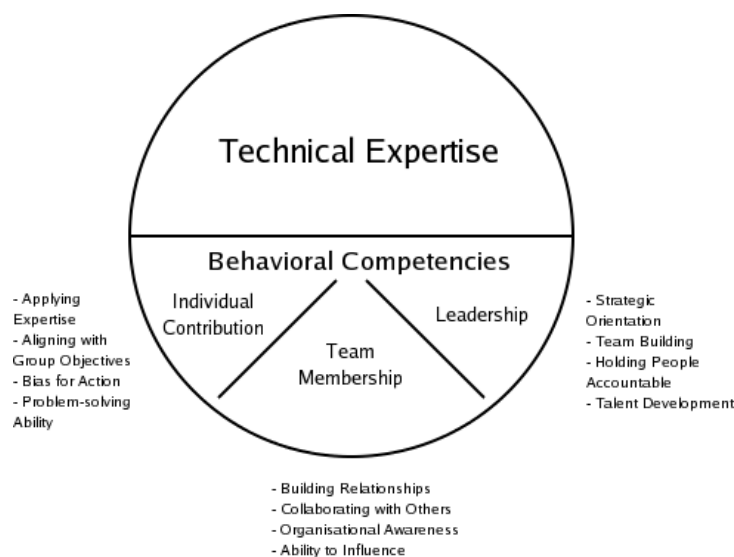 Technical Expertise
Behavioral Competencies
Individual
Contribution
Team
Membership
Leadership
- Applying
Expertise
- Aligning with
Group Objectives
- Bias for Action
- Problem-solving
Ability
- Strategic
Orientation
- Team Building
- Holding People
Accountable
- Talent Development
- Building Relationships
- Collaborating with Others
- Organisational Awareness
- Ability to Influence